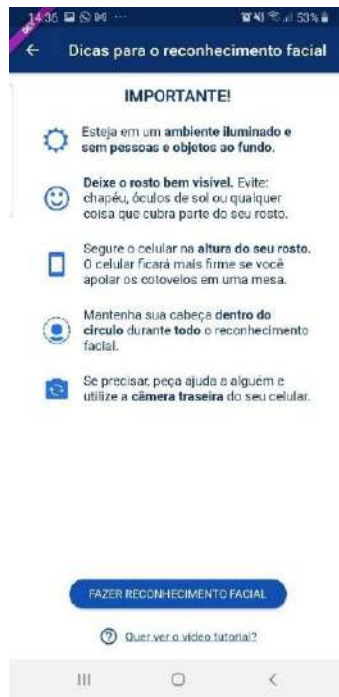 14:36 53%
Dicas para o reconhecimento facial
IMPORTANTE!
Esteja em um ambiente iluminado e
sem pessoas e objetos ao fundo.
Deixe o rosto bem visível. Evite:
chapéu, óculos de sol ou qualquer
coisa que cubra parte do seu rosto.
Segure o celular na altura do seu rosto.
O celular ficará mais firme se você
apoiar os cotovelos em uma mesa.
Mantenha sua cabeça dentro do
circulo durante todo o reconhecimento
facial.
Se precisar, peça ajuda a alguém e
utilize a câmera traseira do seu celular.
FAZER RECONHECIMENTO FACIAL
Quer ver o video tutorial?